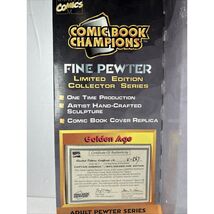 COMICS
COMIC BOOK
CHAMPIONS
FINE PEWTER
LIMITED EDITION
COLLECTOR SERIES
ONE TIME PRODUCTION
ARTIST HAND-CRAFTED
SCULPTURE
COMIC BOOK COVER REPLICA
Golden Age
Certificate Of Authenticity
ADULT PEWTER SERIES